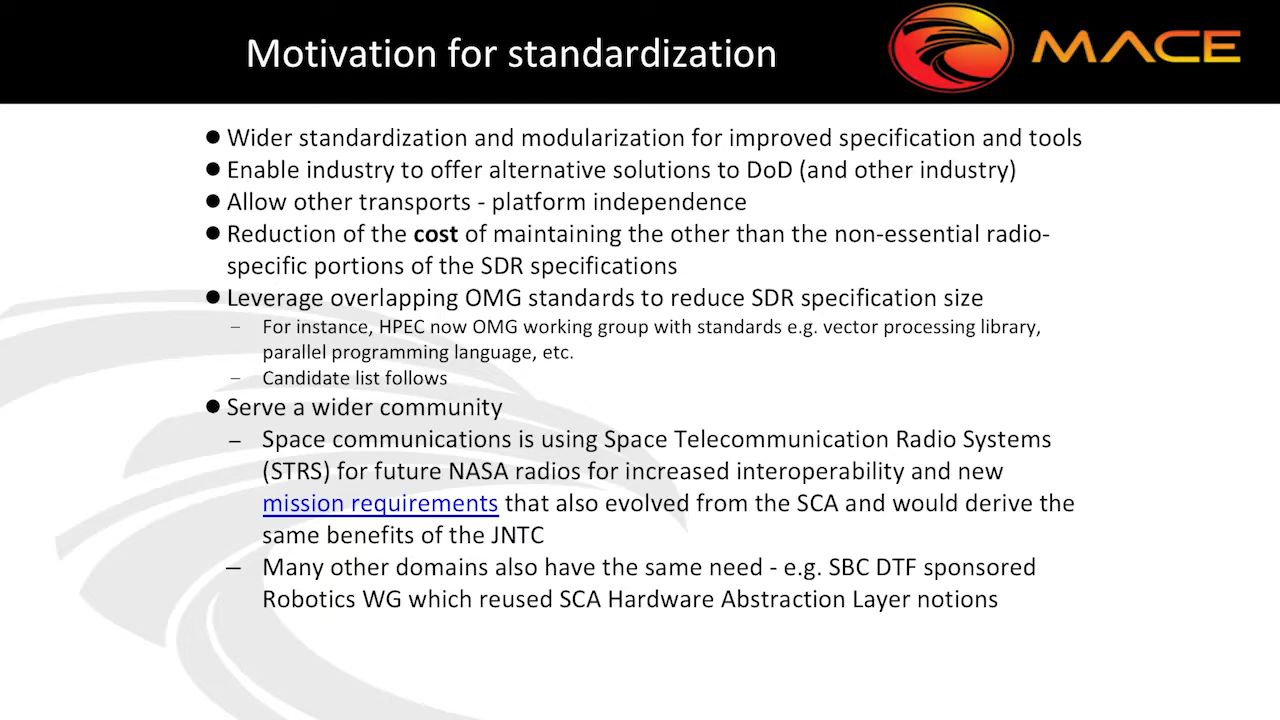 Motivation for standardization
MACE
● Wider standardization and modularization for improved specification and tools
● Enable industry to offer alternative solutions to DoD (and other industry)
● Allow other transports - platform independence
● Reduction of the cost of maintaining the other than the non-essential radio-
specific portions of the SDR specifications
● Leverage overlapping OMG standards to reduce SDR specification size
– For instance, HPEC now OMG working group with standards e.g. vector processing library,
parallel programming language, etc.
– Candidate list follows
● Serve a wider community
– Space communications is using Space Telecommunication Radio Systems
(STRS) for future NASA radios for increased interoperability and new
mission requirements that also evolved from the SCA and would derive the
same benefits of the JNTC
– Many other domains also have the same need - e.g. SBC DTF sponsored
Robotics WG which reused SCA Hardware Abstraction Layer notions